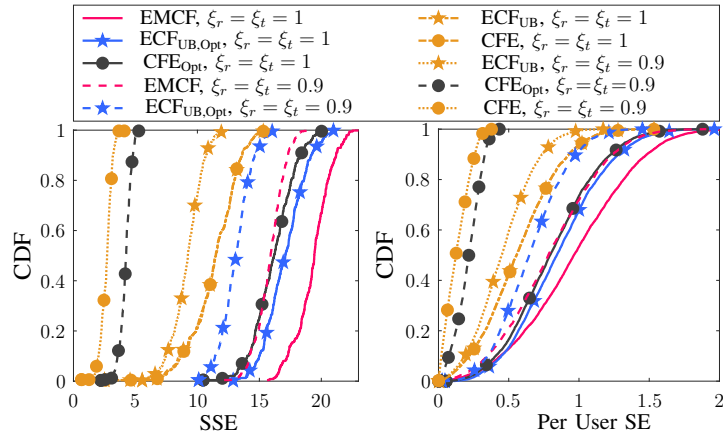 EMCF, ξr = ξt = 1
ECFUB,Opt, ξr = ξt = 1
CFEOpt, ξr = ξt = 1
EMCF, ξr = ξt = 0.9
ECFUB,Opt, ξr = ξt = 0.9
ECFUB, ξr = ξt = 1
CFE, ξr = ξt = 1
ECFUB, ξr = ξt = 0.9
CFEOpt, ξr = ξt = 0.9
CFE, ξr = ξt = 0.9
1
0.8
0.6
0.4
0.2
0
CDF
0 5 10 15 20
SSE
1
0.8
0.6
0.4
0.2
0
CDF
0 0.5 1 1.5 2
Per User SE